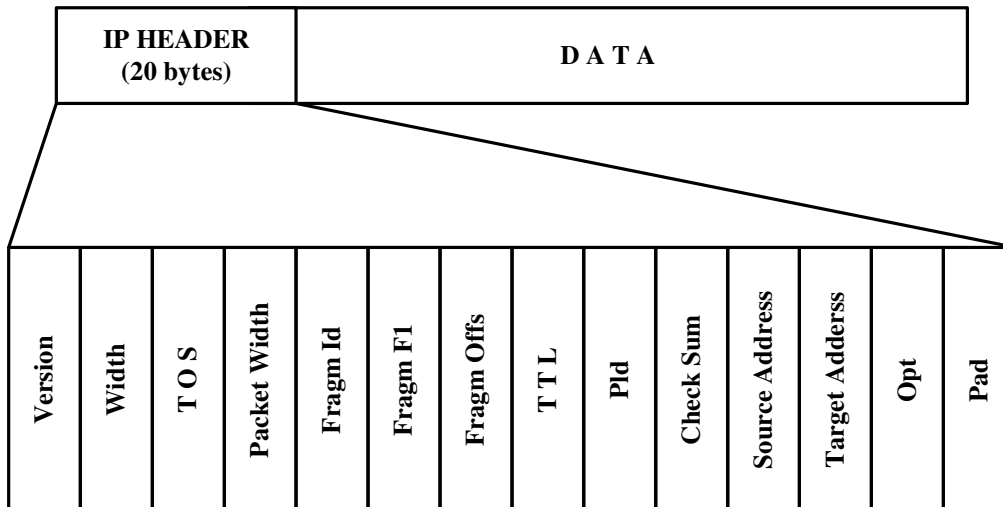 IP HEADER
(20 bytes)
D A T A
Version
Width
T O S
Packet Width
Fragm Id
Fragm F1
Fragm Offs
T T L
Pld
Check Sum
Source Address
Target Adderss
Opt
Pad